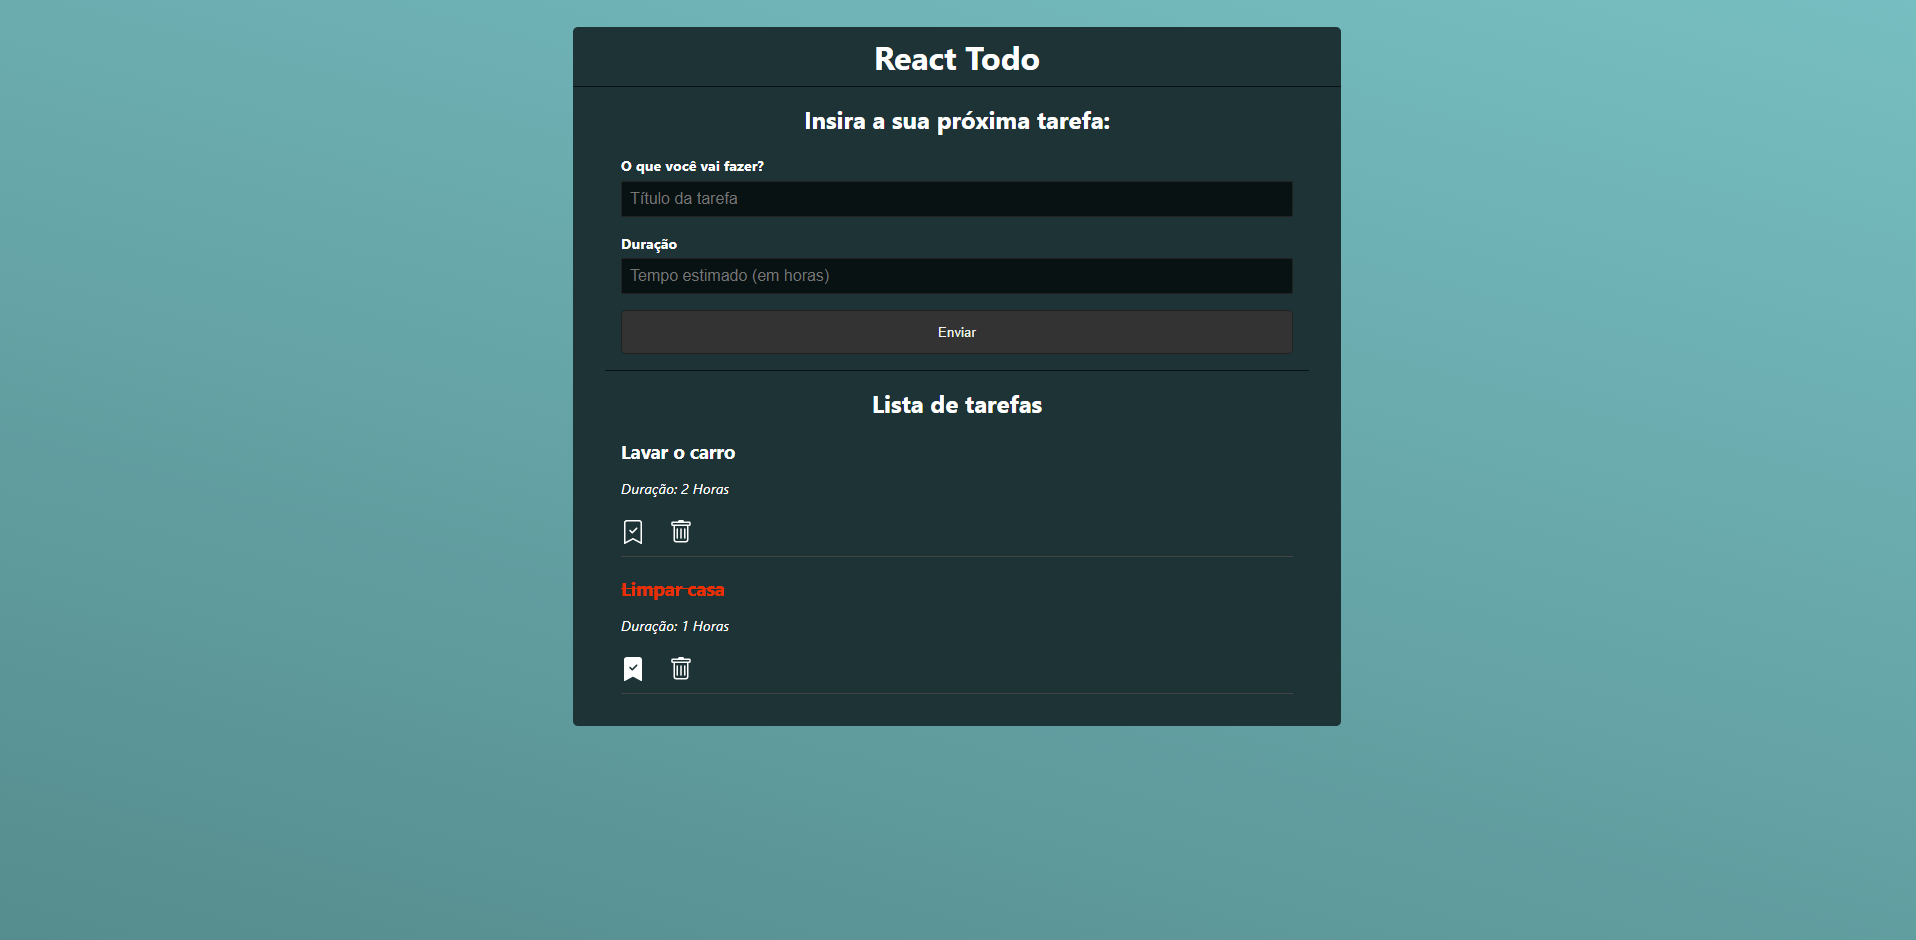 React Todo
Insira a sua próxima tarefa:
O que você vai fazer?
Título da tarefa
Duração
Tempo estimado (em horas)
Enviar
Lista de tarefas
Lavar o carro
Duração: 2 Horas
Limpar casa
Duração: 1 Horas